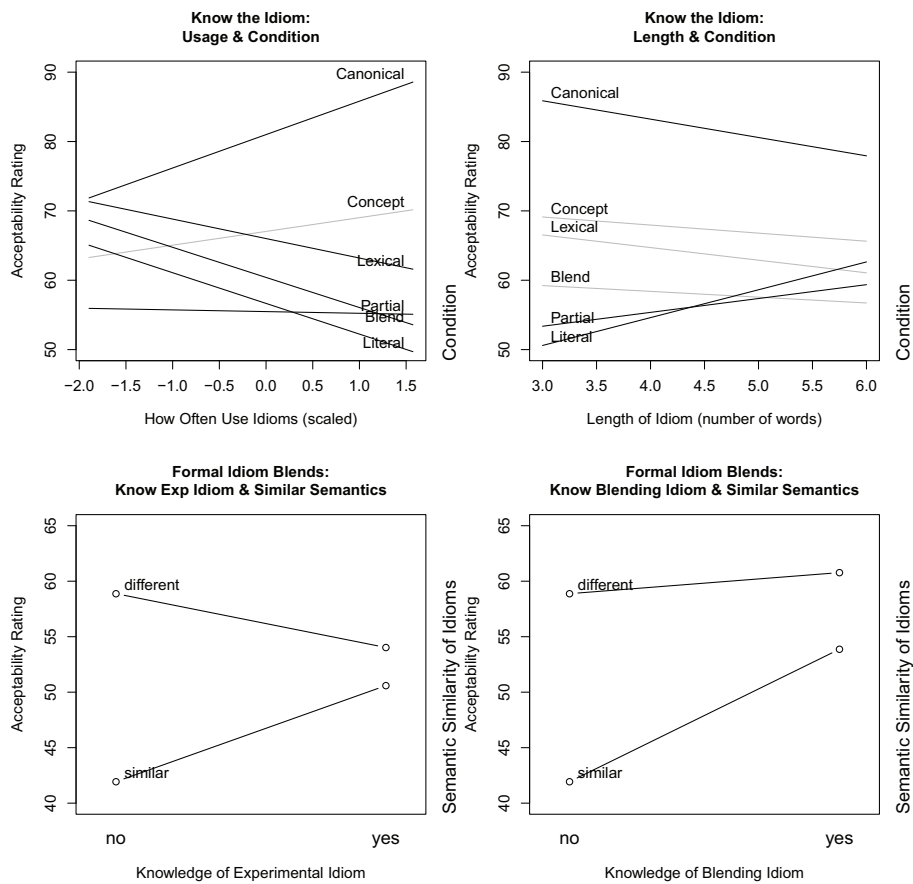 Know the Idiom:
Usage & Condition
Acceptability Rating
90
80
70
60
50
Canonical
Concept
Lexical
Partial
Blend
Literal
Condition
−2.0 −1.5 −1.0 −0.5 0.0 0.5 1.0 1.5
How Often Use Idioms (scaled)
Know the Idiom:
Length & Condition
Acceptability Rating
90
80
70
60
50
Canonical
Concept
Lexical
Blend
Partial
Literal
Condition
3.0 3.5 4.0 4.5 5.0 5.5 6.0
Length of Idiom (number of words)
Formal Idiom Blends:
Know Exp Idiom & Similar Semantics
Acceptability Rating
65
60
55
50
45
40
different
similar
Semantic Similarity of Idioms
no yes
Knowledge of Experimental Idiom
Formal Idiom Blends:
Know Blending Idiom & Similar Semantics
Acceptability Rating
65
60
55
50
45
40
different
similar
Semantic Similarity of Idioms
no yes
Knowledge of Blending Idiom